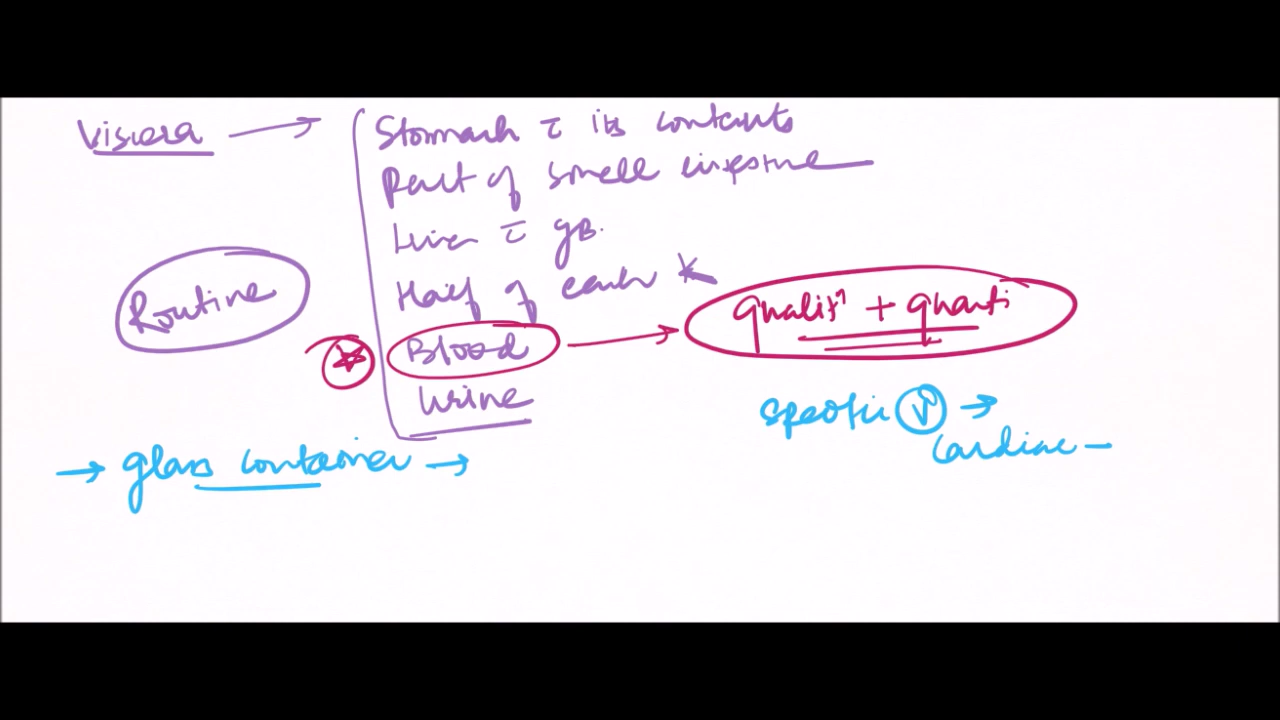 Viscera → Stomach c̄ its contents
Part of small intestine
Liver c̄ gB.
Routine
Half of each K
Blood → qualitⁿ + quanti
Urine
specific V →
cardiac —
→ glass container →